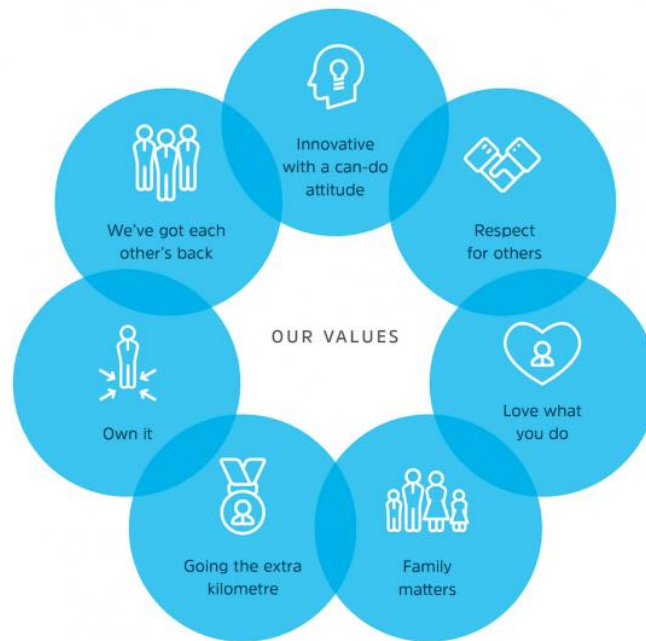 Innovative
with a can-do
attitude
Respect
for others
Love what
you do
Family
matters
Going the extra
kilometre
Own it
We've got each
other's back
OUR VALUES